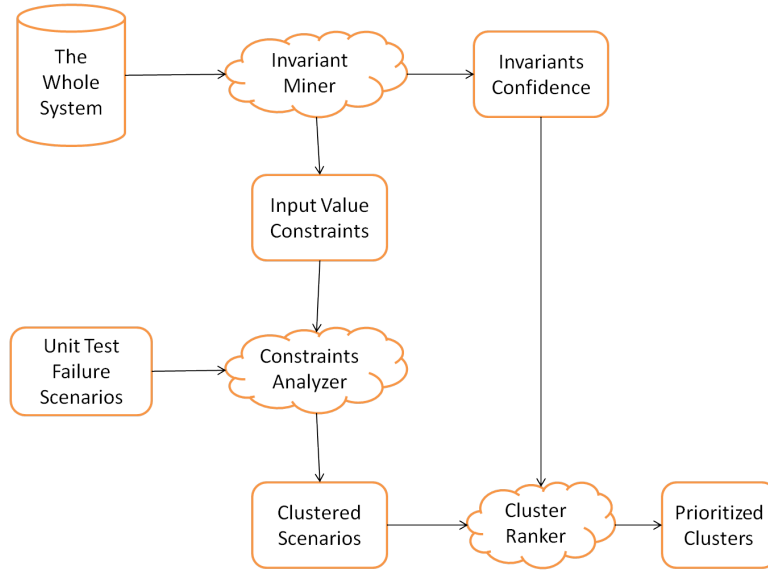 The
Whole
System
Invariant
Miner
Invariants
Confidence
Input Value
Constraints
Unit Test
Failure
Scenarios
Constraints
Analyzer
Clustered
Scenarios
Cluster
Ranker
Prioritized
Clusters